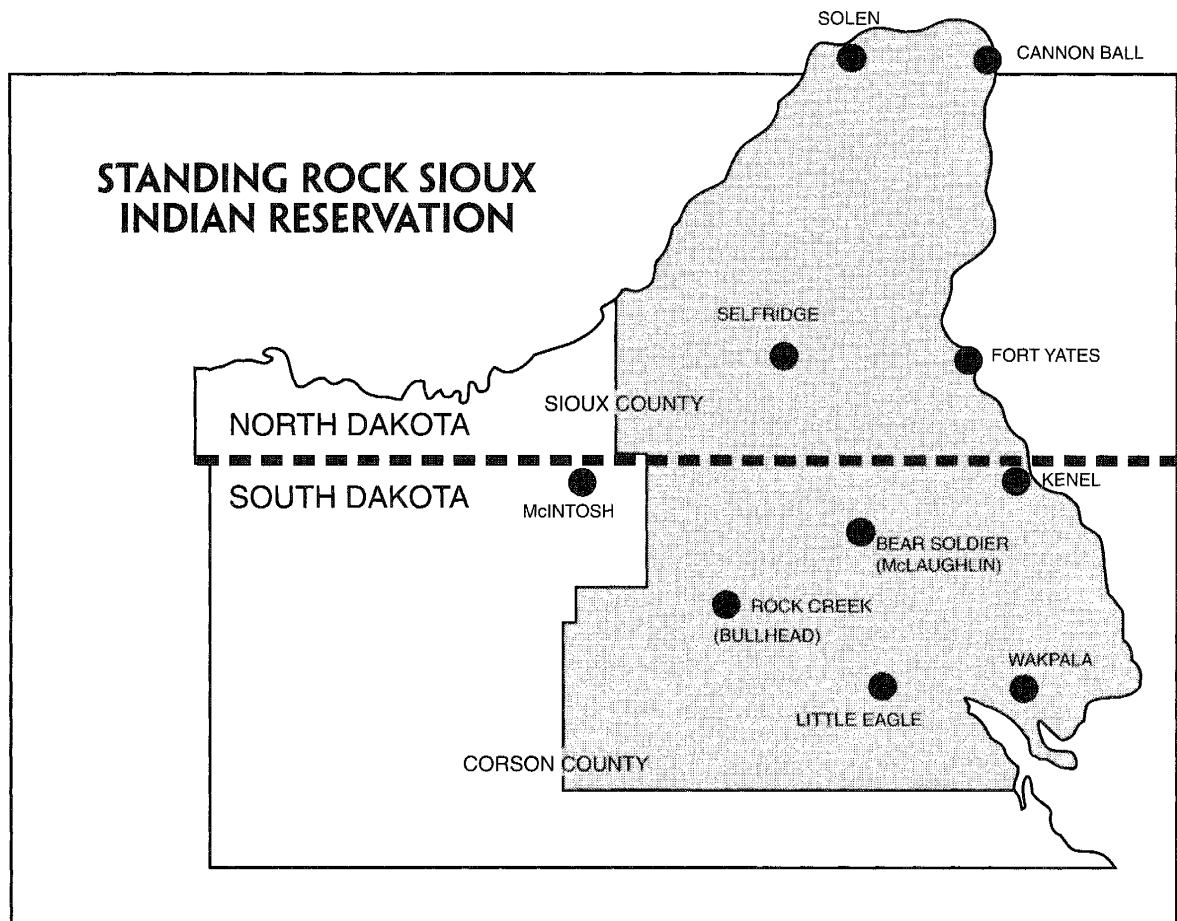 SOLEN
CANNON BALL
STANDING ROCK SIOUX
INDIAN RESERVATION
SELFRIDGE
FORT YATES
SIOUX COUNTY
NORTH DAKOTA
SOUTH DAKOTA
KENEL
McINTOSH
BEAR SOLDIER
(McLAUGHLIN)
ROCK CREEK
(BULLHEAD)
WAKPALA
LITTLE EAGLE
CORSON COUNTY